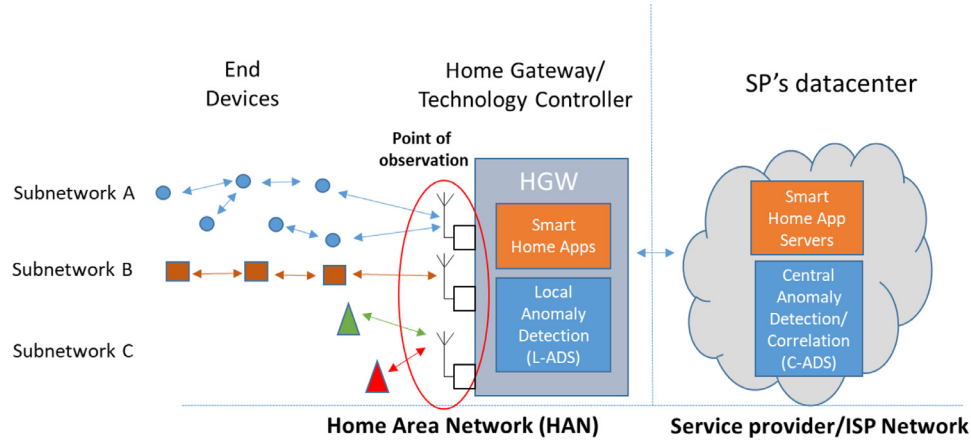 End
Devices
Home Gateway/
Technology Controller
SP's datacenter
Point of
observation
Subnetwork A
HGW
Smart
Home Apps
Smart
Home App
Servers
Subnetwork B
Local
Anomaly
Detection
(L-ADS)
Central
Anomaly
Detection/
Correlation
(C-ADS)
Subnetwork C
Home Area Network (HAN)
Service provider/ISP Network